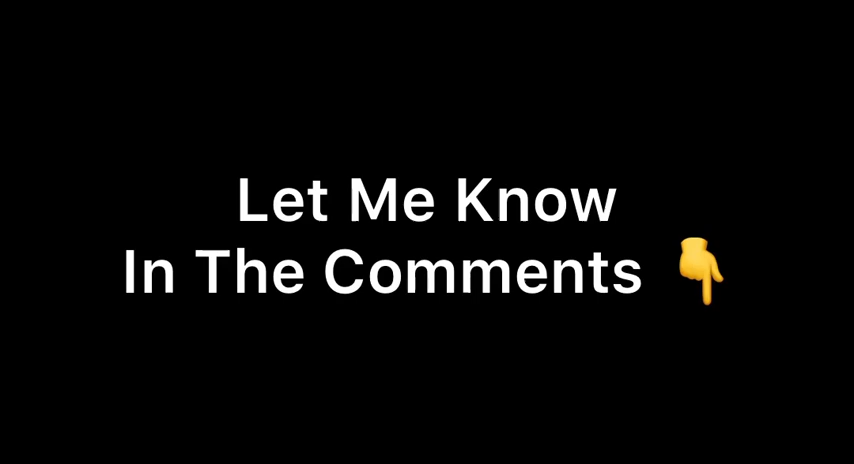 Let Me Know
In The Comments 👇